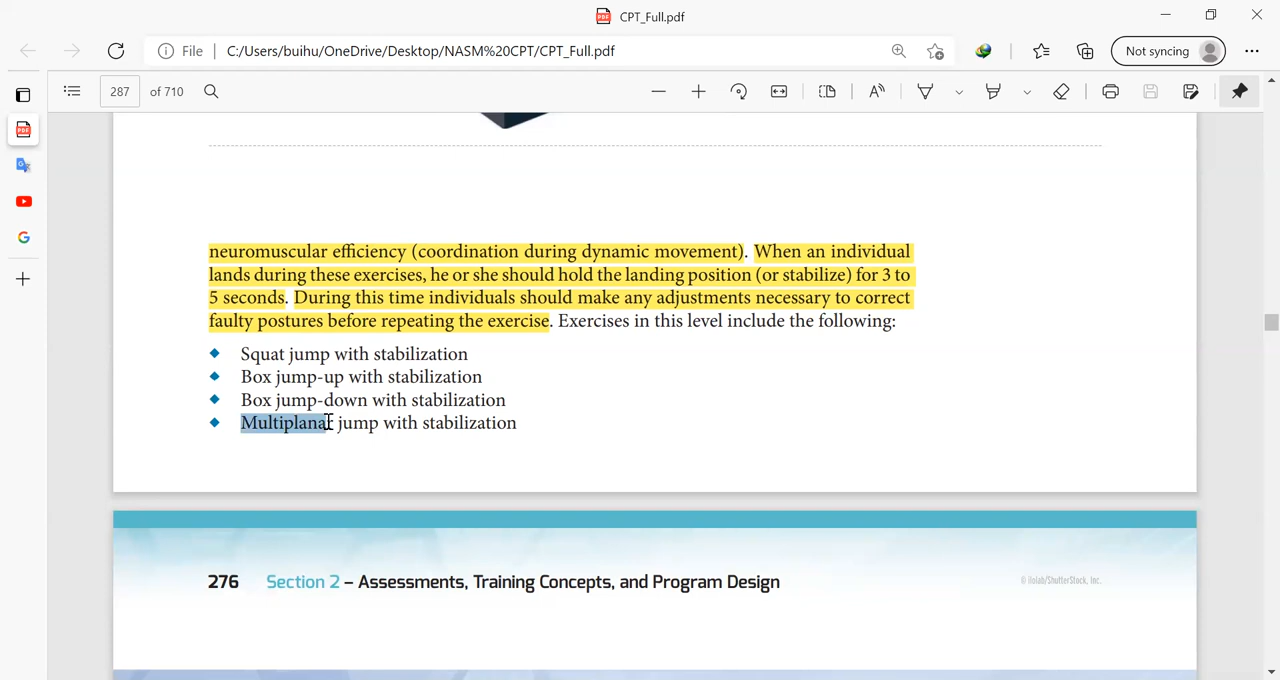 CPT_Full.pdf
File
C:/Users/buihu/OneDrive/Desktop/NASM%20CPT/CPT_Full.pdf
Not syncing
287 of 710
neuromuscular efficiency (coordination during dynamic movement). When an individual
lands during these exercises, he or she should hold the landing position (or stabilize) for 3 to
5 seconds. During this time individuals should make any adjustments necessary to correct
faulty postures before repeating the exercise. Exercises in this level include the following:
◆ Squat jump with stabilization
◆ Box jump-up with stabilization
◆ Box jump-down with stabilization
◆ Multiplanar jump with stabilization
276 Section 2 – Assessments, Training Concepts, and Program Design
© ilolab/ShutterStock, Inc.